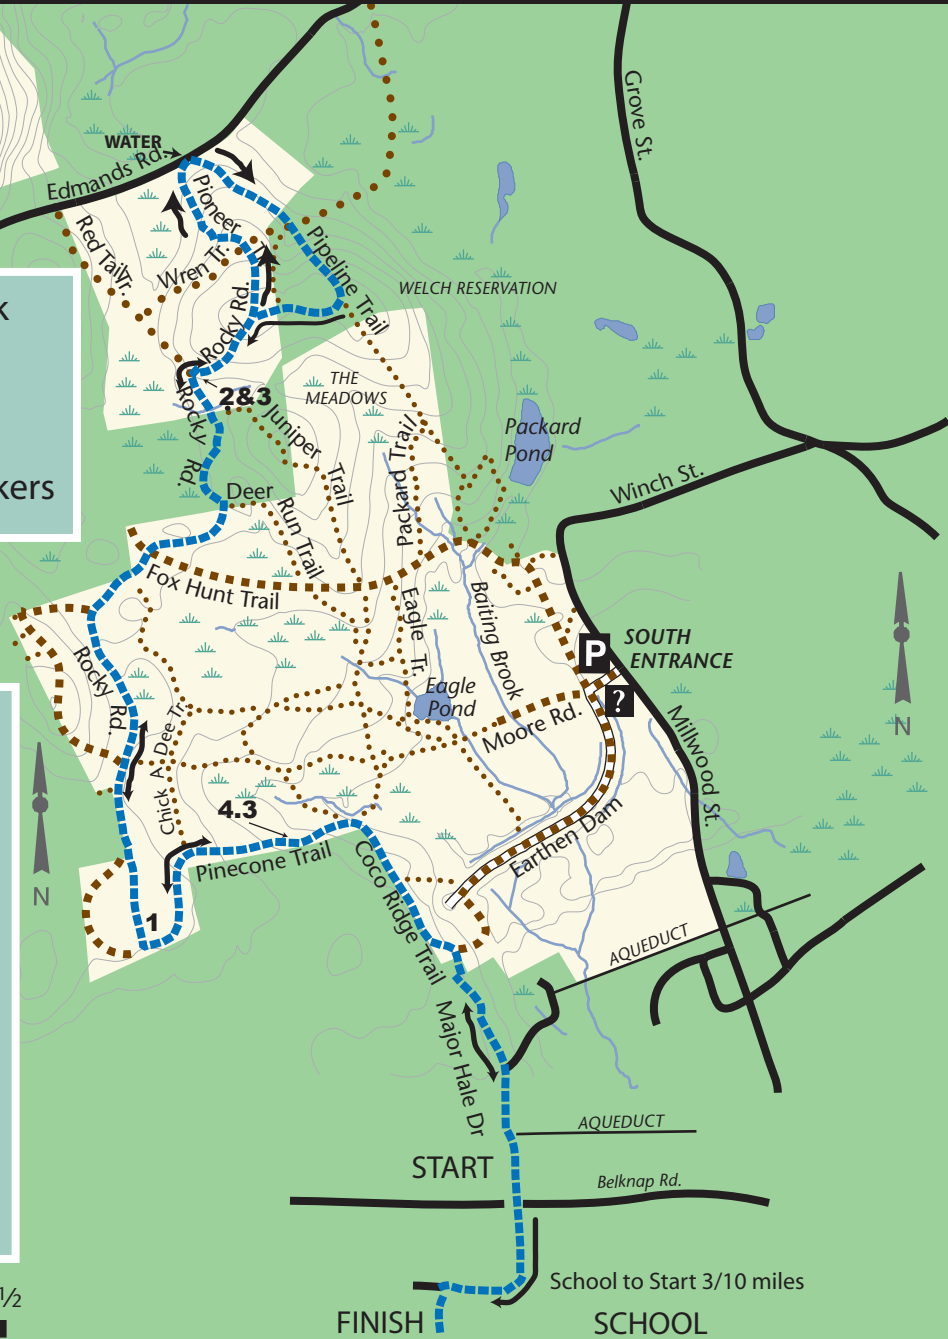 Grove St.
WATER
Edmands Rd.
Pioneer Tr.
Red Tail Tr.
Wren Tr.
Pipeline Trail
WELCH RESERVATION
k
Rocky Rd.
THE
MEADOWS
2&3
Rocky Rd.
Juniper Trail
Packard Trail
Packard
Pond
kers
Deer Run Trail
Winch St.
Fox Hunt Trail
Eagle Tr.
Baiting Brook
P
SOUTH
ENTRANCE
?
Rocky Rd.
Eagle
Pond
Chick A Dee Tr.
Moore Rd.
Millwood St.
N
N
4.3
Pinecone Trail
Earthen Dam
Coco Ridge Trail
1
AQUEDUCT
Major Hale Dr
AQUEDUCT
START
Belknap Rd.
School to Start 3/10 miles
½
FINISH
SCHOOL